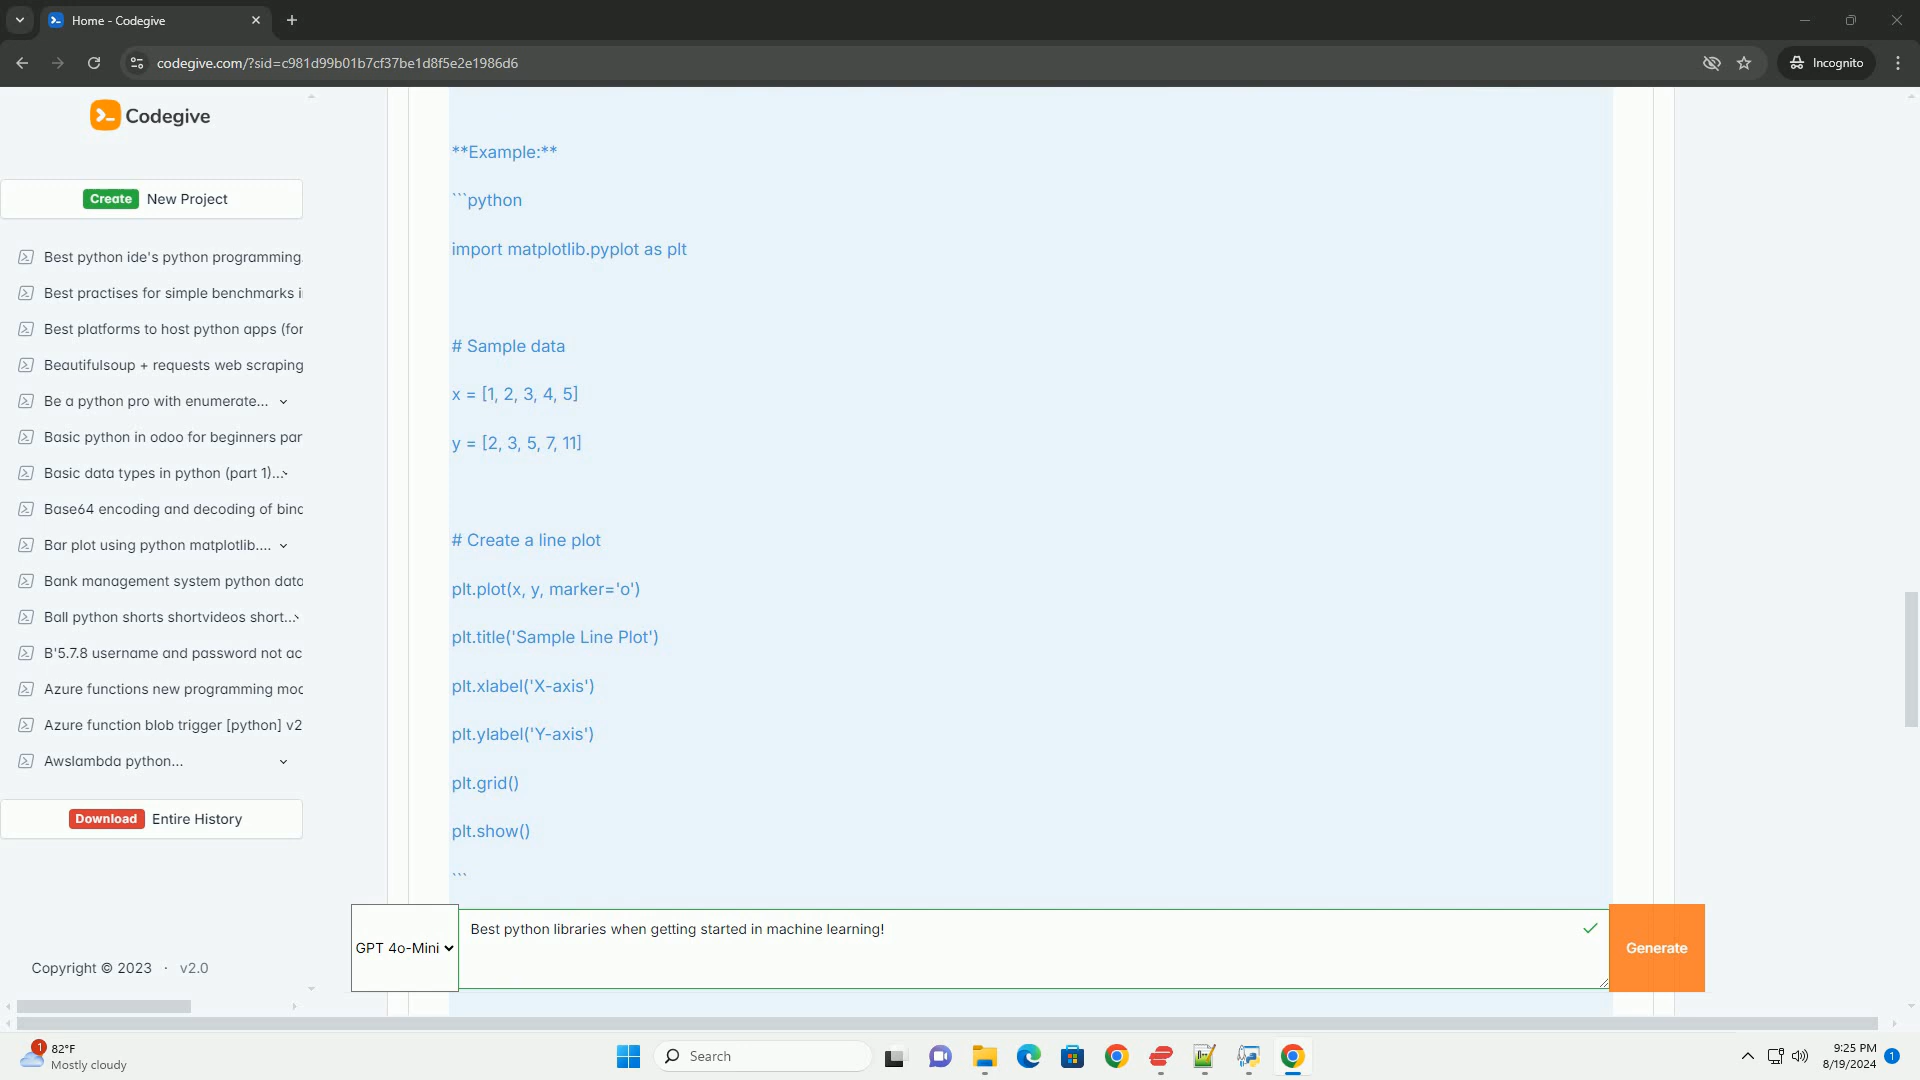 Home - Codegive
codegive.com/?sid=c981d99b01b7cf37be1d8f5e2e1986d6
Incognito
Codegive
Create New Project
Best python ide's python programming
Best practises for simple benchmarks i
Best platforms to host python apps (for
Beautifulsoup + requests web scraping
Be a python pro with enumerate...
Basic python in odoo for beginners par
Basic data types in python (part 1)...
Base64 encoding and decoding of binc
Bar plot using python matplotlib....
Bank management system python data
Ball python shorts shortvideos short...
B'5.7.8 username and password not ac
Azure functions new programming moc
Azure function blob trigger [python] v2
Awslambda python...
Download Entire History
Copyright © 2023 · v2.0
**Example:**
```python
import matplotlib.pyplot as plt
# Sample data
x = [1, 2, 3, 4, 5]
y = [2, 3, 5, 7, 11]
# Create a line plot
plt.plot(x, y, marker='o')
plt.title('Sample Line Plot')
plt.xlabel('X-axis')
plt.ylabel('Y-axis')
plt.grid()
plt.show()
```
GPT 4o-Mini
Best python libraries when getting started in machine learning!
Generate
1
82°F
Mostly cloudy
Search
9:25 PM
8/19/2024
1